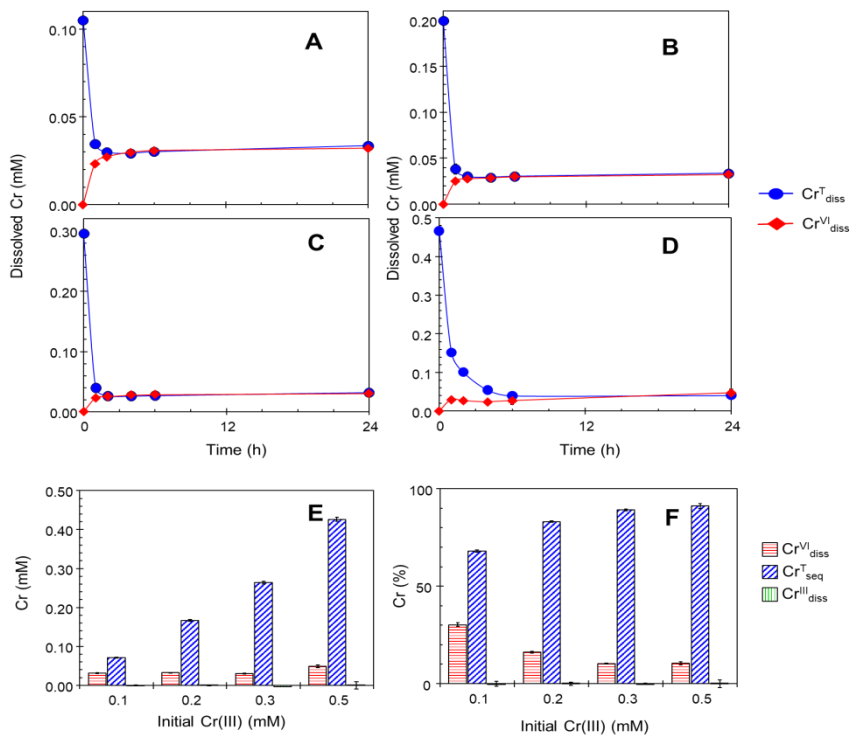 A
B
0.10
0.05
0.00
0.20
0.15
0.10
0.05
0.00
Dissolved Cr (mM)
Dissolved Cr (mM)
Cr^T_diss
Cr^VI_diss
C
D
0.30
0.20
0.10
0.00
0.5
0.4
0.3
0.2
0.1
0.0
0 12 24
0 12 24
Time (h)
Time (h)
E
F
0.50
0.40
0.30
0.20
0.10
0.00
Cr (mM)
100
50
0
Cr (%)
Cr^VI_diss
Cr^T_seq
Cr^III_diss
0.1 0.2 0.3 0.5
0.1 0.2 0.3 0.5
Initial Cr(III) (mM)
Initial Cr(III) (mM)